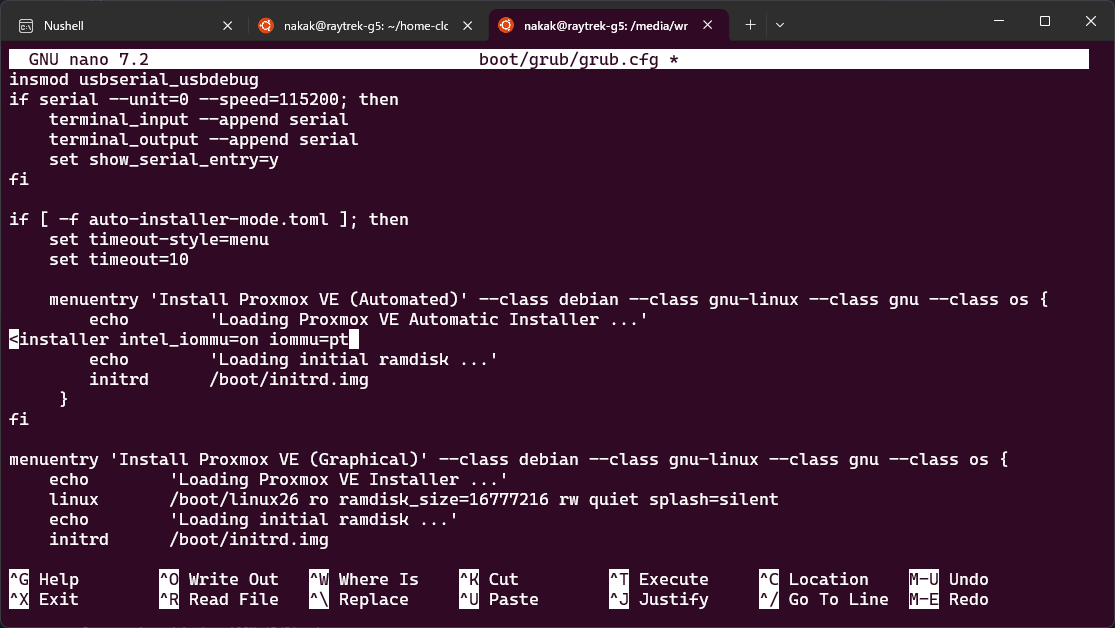 Nushell
nakak@raytrek-g5: ~/home-clc
nakak@raytrek-g5: /media/wr
GNU nano 7.2 boot/grub/grub.cfg *
insmod usbserial_usbdebug
if serial --unit=0 --speed=115200; then
    terminal_input --append serial
    terminal_output --append serial
    set show_serial_entry=y
fi

if [ -f auto-installer-mode.toml ]; then
    set timeout-style=menu
    set timeout=10

    menuentry 'Install Proxmox VE (Automated)' --class debian --class gnu-linux --class gnu --class os {
        echo        'Loading Proxmox VE Automatic Installer ...'
<installer intel_iommu=on iommu=pt
        echo        'Loading initial ramdisk ...'
        initrd      /boot/initrd.img
     }
fi

menuentry 'Install Proxmox VE (Graphical)' --class debian --class gnu-linux --class gnu --class os {
    echo        'Loading Proxmox VE Installer ...'
    linux       /boot/linux26 ro ramdisk_size=16777216 rw quiet splash=silent
    echo        'Loading initial ramdisk ...'
    initrd      /boot/initrd.img

^G Help ^O Write Out ^W Where Is ^K Cut ^T Execute ^C Location M-U Undo
^X Exit ^R Read File ^\ Replace ^U Paste ^J Justify ^/ Go To Line M-E Redo